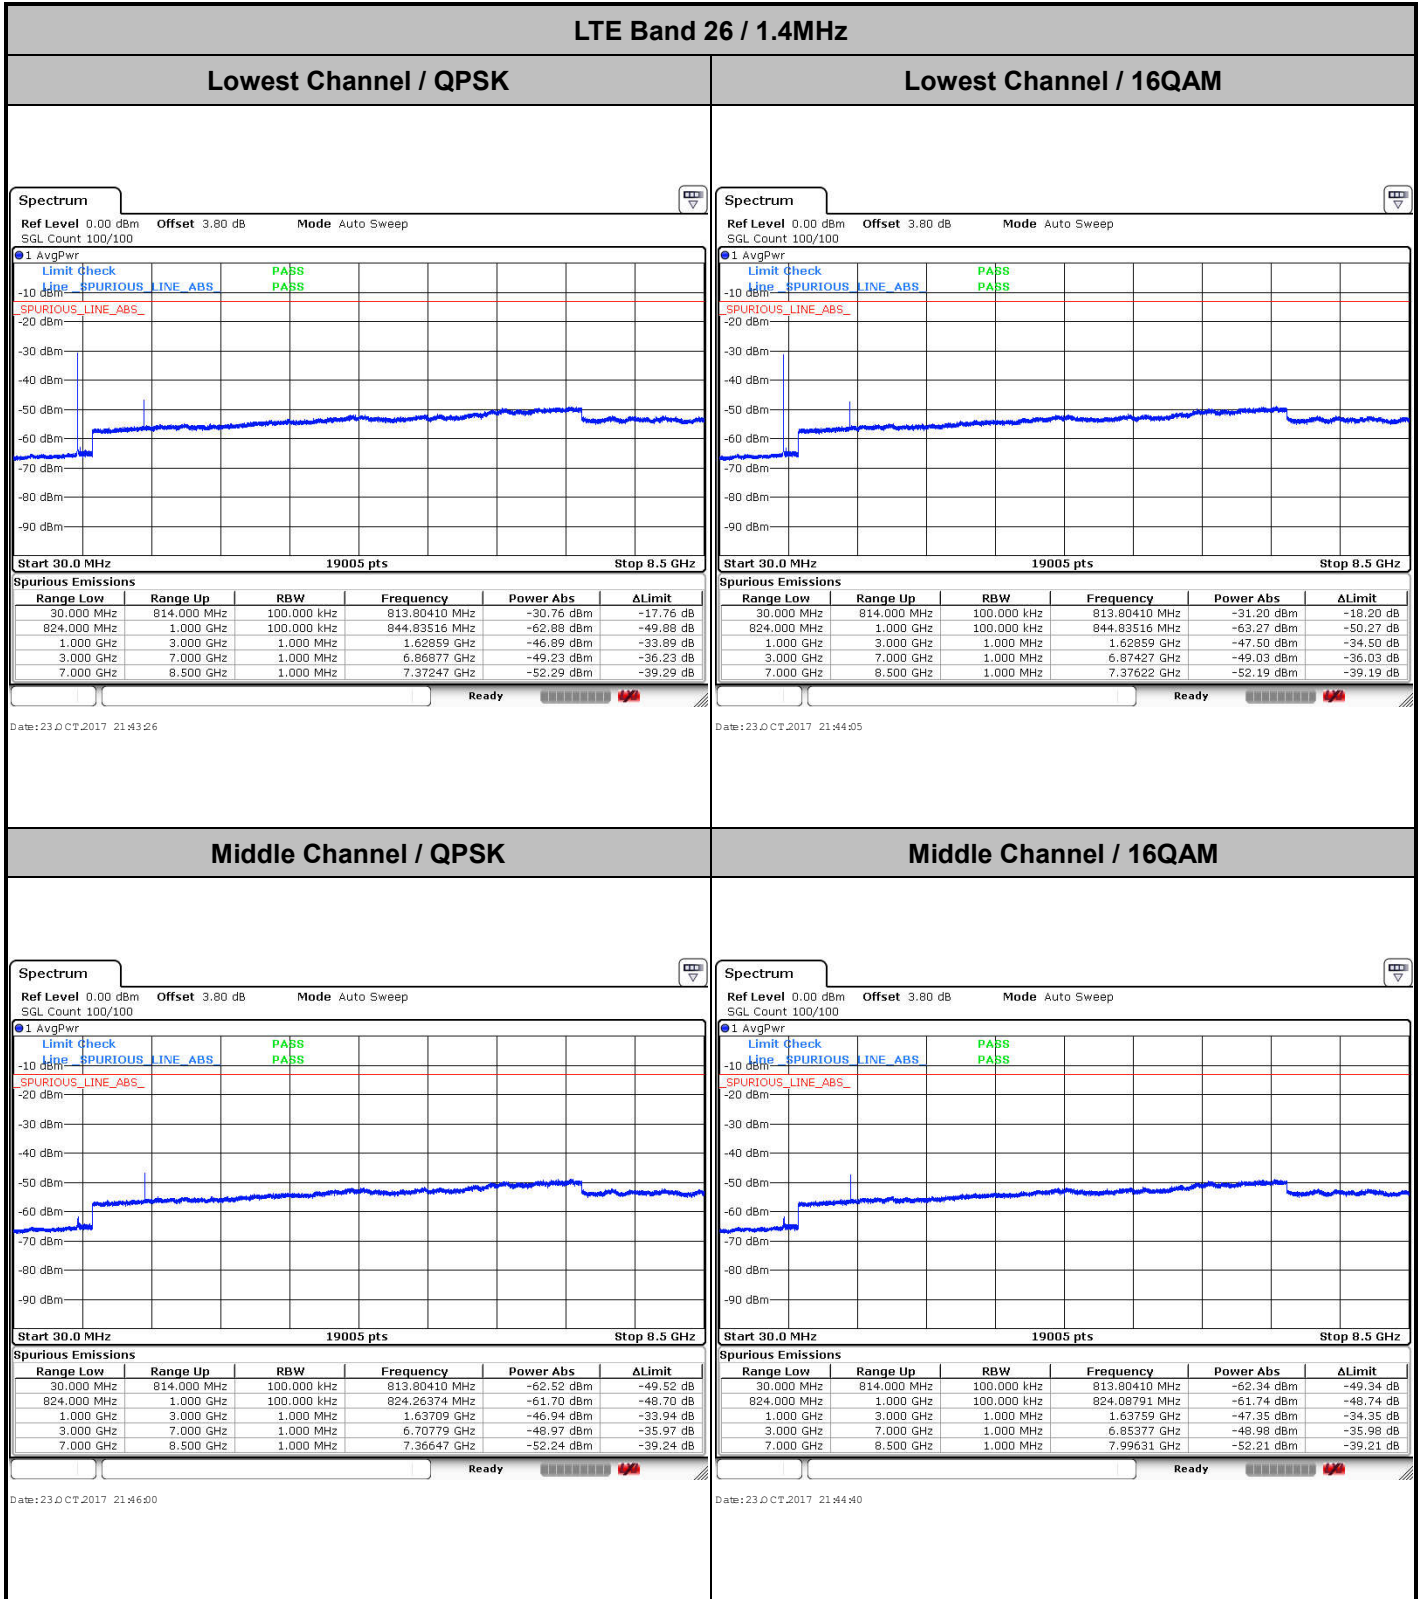 LTE Band 26 / 1.4MHz
Lowest Channel / QPSK
Lowest Channel / 16QAM
Spectrum
Ref Level 0.00 dBm Offset 3.80 dB Mode Auto Sweep
SGL Count 100/100
1 AvgPwr
Limit Check PASS
Line _SPURIOUS_LINE_ABS_ PASS
-10 dBm
_SPURIOUS_LINE_ABS_
-20 dBm
-30 dBm
-40 dBm
-50 dBm
-60 dBm
-70 dBm
-80 dBm
-90 dBm
Start 30.0 MHz 19005 pts Stop 8.5 GHz
Spurious Emissions
Range Low Range Up RBW Frequency Power Abs ΔLimit
30.000 MHz 814.000 MHz 100.000 kHz 813.80410 MHz -30.76 dBm -17.76 dB
824.000 MHz 1.000 GHz 100.000 kHz 844.83516 MHz -62.88 dBm -49.88 dB
1.000 GHz 3.000 GHz 1.000 MHz 1.62859 GHz -46.89 dBm -33.89 dB
3.000 GHz 7.000 GHz 1.000 MHz 6.86877 GHz -49.23 dBm -36.23 dB
7.000 GHz 8.500 GHz 1.000 MHz 7.37247 GHz -52.29 dBm -39.29 dB
Ready
Date: 23.OCT.2017 21:43:26
Spectrum
Ref Level 0.00 dBm Offset 3.80 dB Mode Auto Sweep
SGL Count 100/100
1 AvgPwr
Limit Check PASS
Line _SPURIOUS_LINE_ABS_ PASS
-10 dBm
_SPURIOUS_LINE_ABS_
-20 dBm
-30 dBm
-40 dBm
-50 dBm
-60 dBm
-70 dBm
-80 dBm
-90 dBm
Start 30.0 MHz 19005 pts Stop 8.5 GHz
Spurious Emissions
Range Low Range Up RBW Frequency Power Abs ΔLimit
30.000 MHz 814.000 MHz 100.000 kHz 813.80410 MHz -31.20 dBm -18.20 dB
824.000 MHz 1.000 GHz 100.000 kHz 844.83516 MHz -63.27 dBm -50.27 dB
1.000 GHz 3.000 GHz 1.000 MHz 1.62859 GHz -47.50 dBm -34.50 dB
3.000 GHz 7.000 GHz 1.000 MHz 6.87427 GHz -49.03 dBm -36.03 dB
7.000 GHz 8.500 GHz 1.000 MHz 7.37622 GHz -52.19 dBm -39.19 dB
Ready
Date: 23.OCT.2017 21:44:05
Middle Channel / QPSK
Middle Channel / 16QAM
Spectrum
Ref Level 0.00 dBm Offset 3.80 dB Mode Auto Sweep
SGL Count 100/100
1 AvgPwr
Limit Check PASS
Line _SPURIOUS_LINE_ABS_ PASS
-10 dBm
_SPURIOUS_LINE_ABS_
-20 dBm
-30 dBm
-40 dBm
-50 dBm
-60 dBm
-70 dBm
-80 dBm
-90 dBm
Start 30.0 MHz 19005 pts Stop 8.5 GHz
Spurious Emissions
Range Low Range Up RBW Frequency Power Abs ΔLimit
30.000 MHz 814.000 MHz 100.000 kHz 813.80410 MHz -62.52 dBm -49.52 dB
824.000 MHz 1.000 GHz 100.000 kHz 824.26374 MHz -61.70 dBm -48.70 dB
1.000 GHz 3.000 GHz 1.000 MHz 1.63709 GHz -46.94 dBm -33.94 dB
3.000 GHz 7.000 GHz 1.000 MHz 6.70779 GHz -48.97 dBm -35.97 dB
7.000 GHz 8.500 GHz 1.000 MHz 7.36647 GHz -52.24 dBm -39.24 dB
Ready
Date: 23.OCT.2017 21:46:00
Spectrum
Ref Level 0.00 dBm Offset 3.80 dB Mode Auto Sweep
SGL Count 100/100
1 AvgPwr
Limit Check PASS
Line _SPURIOUS_LINE_ABS_ PASS
-10 dBm
_SPURIOUS_LINE_ABS_
-20 dBm
-30 dBm
-40 dBm
-50 dBm
-60 dBm
-70 dBm
-80 dBm
-90 dBm
Start 30.0 MHz 19005 pts Stop 8.5 GHz
Spurious Emissions
Range Low Range Up RBW Frequency Power Abs ΔLimit
30.000 MHz 814.000 MHz 100.000 kHz 813.80410 MHz -62.34 dBm -49.34 dB
824.000 MHz 1.000 GHz 100.000 kHz 824.08791 MHz -61.74 dBm -48.74 dB
1.000 GHz 3.000 GHz 1.000 MHz 1.63759 GHz -47.35 dBm -34.35 dB
3.000 GHz 7.000 GHz 1.000 MHz 6.85377 GHz -48.98 dBm -35.98 dB
7.000 GHz 8.500 GHz 1.000 MHz 7.99631 GHz -52.21 dBm -39.21 dB
Ready
Date: 23.OCT.2017 21:44:40